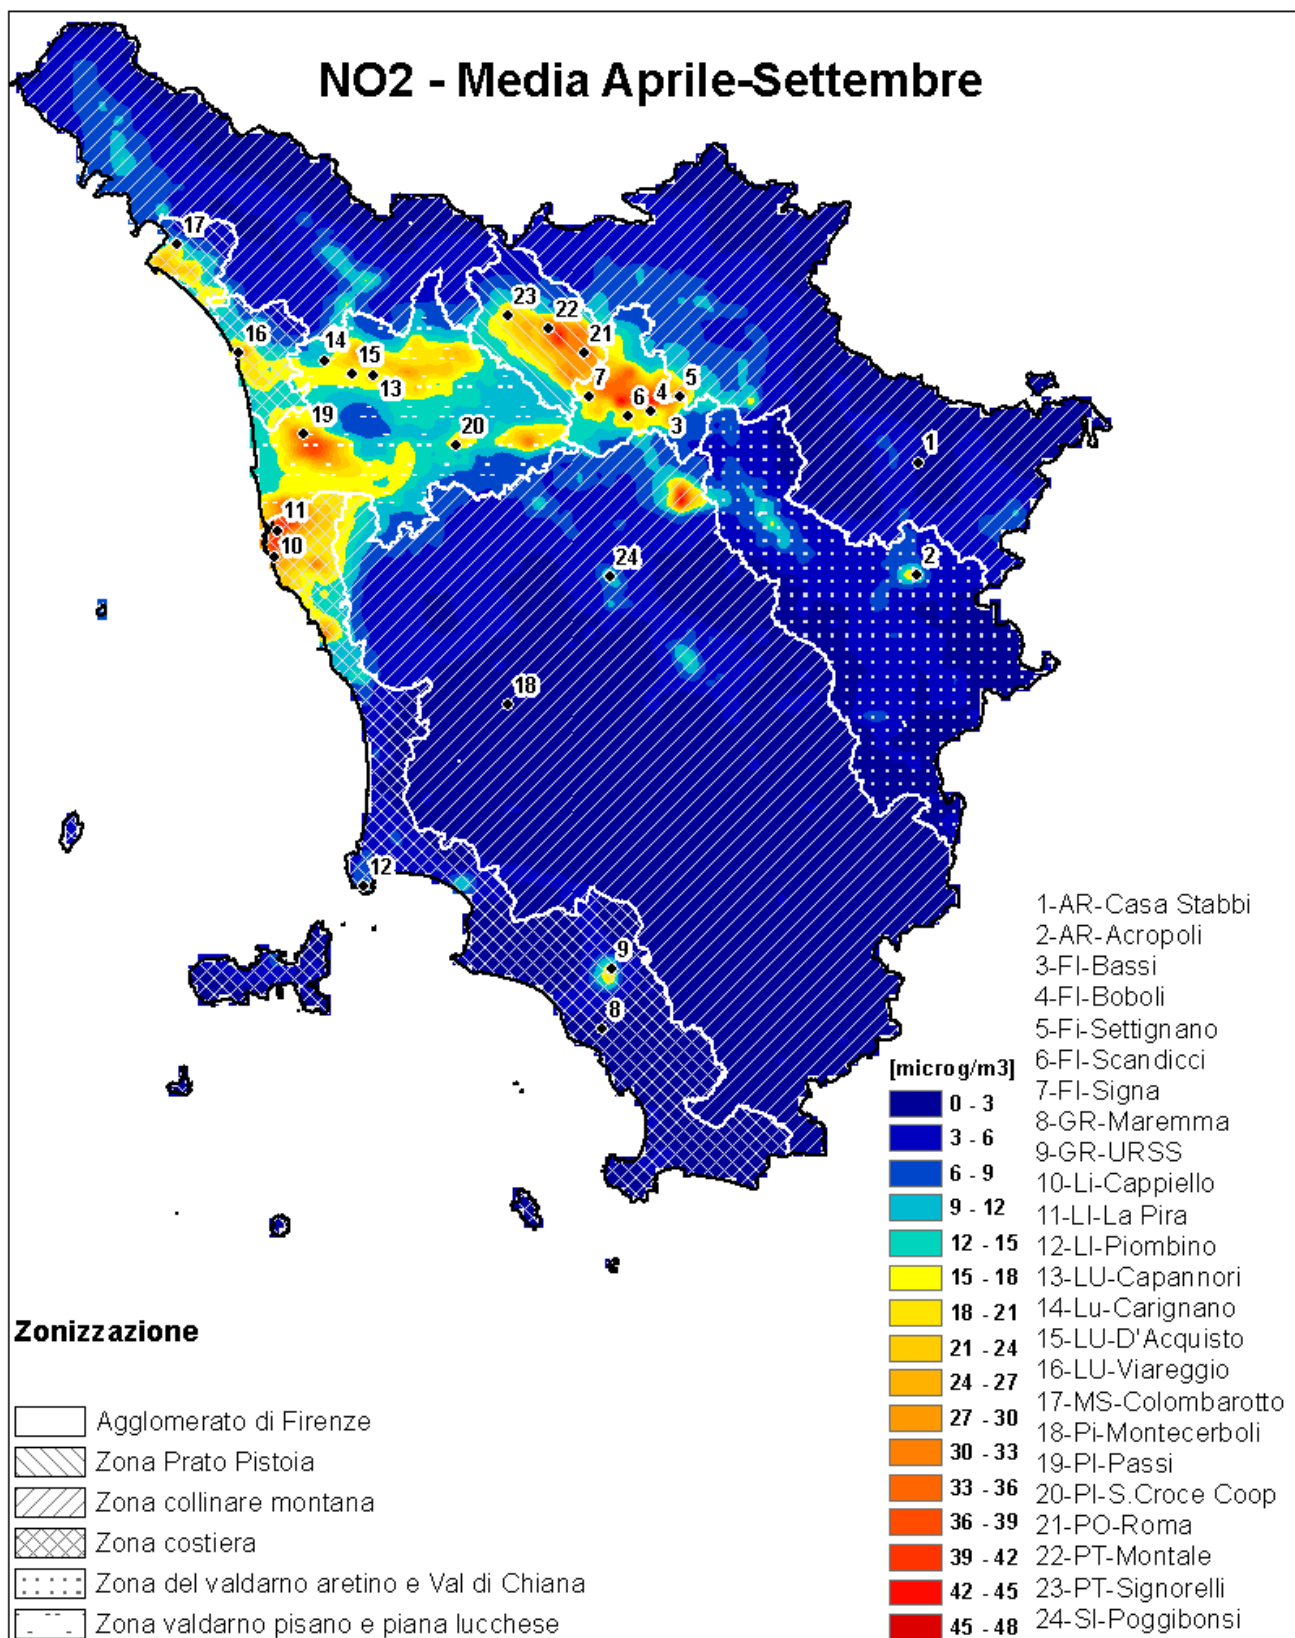 NO2 - Media Aprile-Settembre
17
23
22
16
14
21
15
7
5
13
4
6
19
3
20
1
11
10
24
2
18
12
9
8
1-AR-Casa Stabbi
2-AR-Acropoli
3-FI-Bassi
4-FI-Boboli
5-Fi-Settignano
6-FI-Scandicci
7-FI-Signa
8-GR-Maremma
9-GR-URSS
10-Li-Cappiello
11-LI-La Pira
12-LI-Piombino
13-LU-Capannori
14-Lu-Carignano
15-LU-D'Acquisto
16-LU-Viareggio
17-MS-Colombarotto
18-Pi-Montecerboli
19-PI-Passi
20-PI-S.Croce Coop
21-PO-Roma
22-PT-Montale
23-PT-Signorelli
24-SI-Poggibonsi
[microg/m3]
0 - 3
3 - 6
6 - 9
9 - 12
12 - 15
15 - 18
18 - 21
21 - 24
24 - 27
27 - 30
30 - 33
33 - 36
36 - 39
39 - 42
42 - 45
45 - 48
Zonizzazione
Agglomerato di Firenze
Zona Prato Pistoia
Zona collinare montana
Zona costiera
Zona del valdarno aretino e Val di Chiana
Zona valdarno pisano e piana lucchese